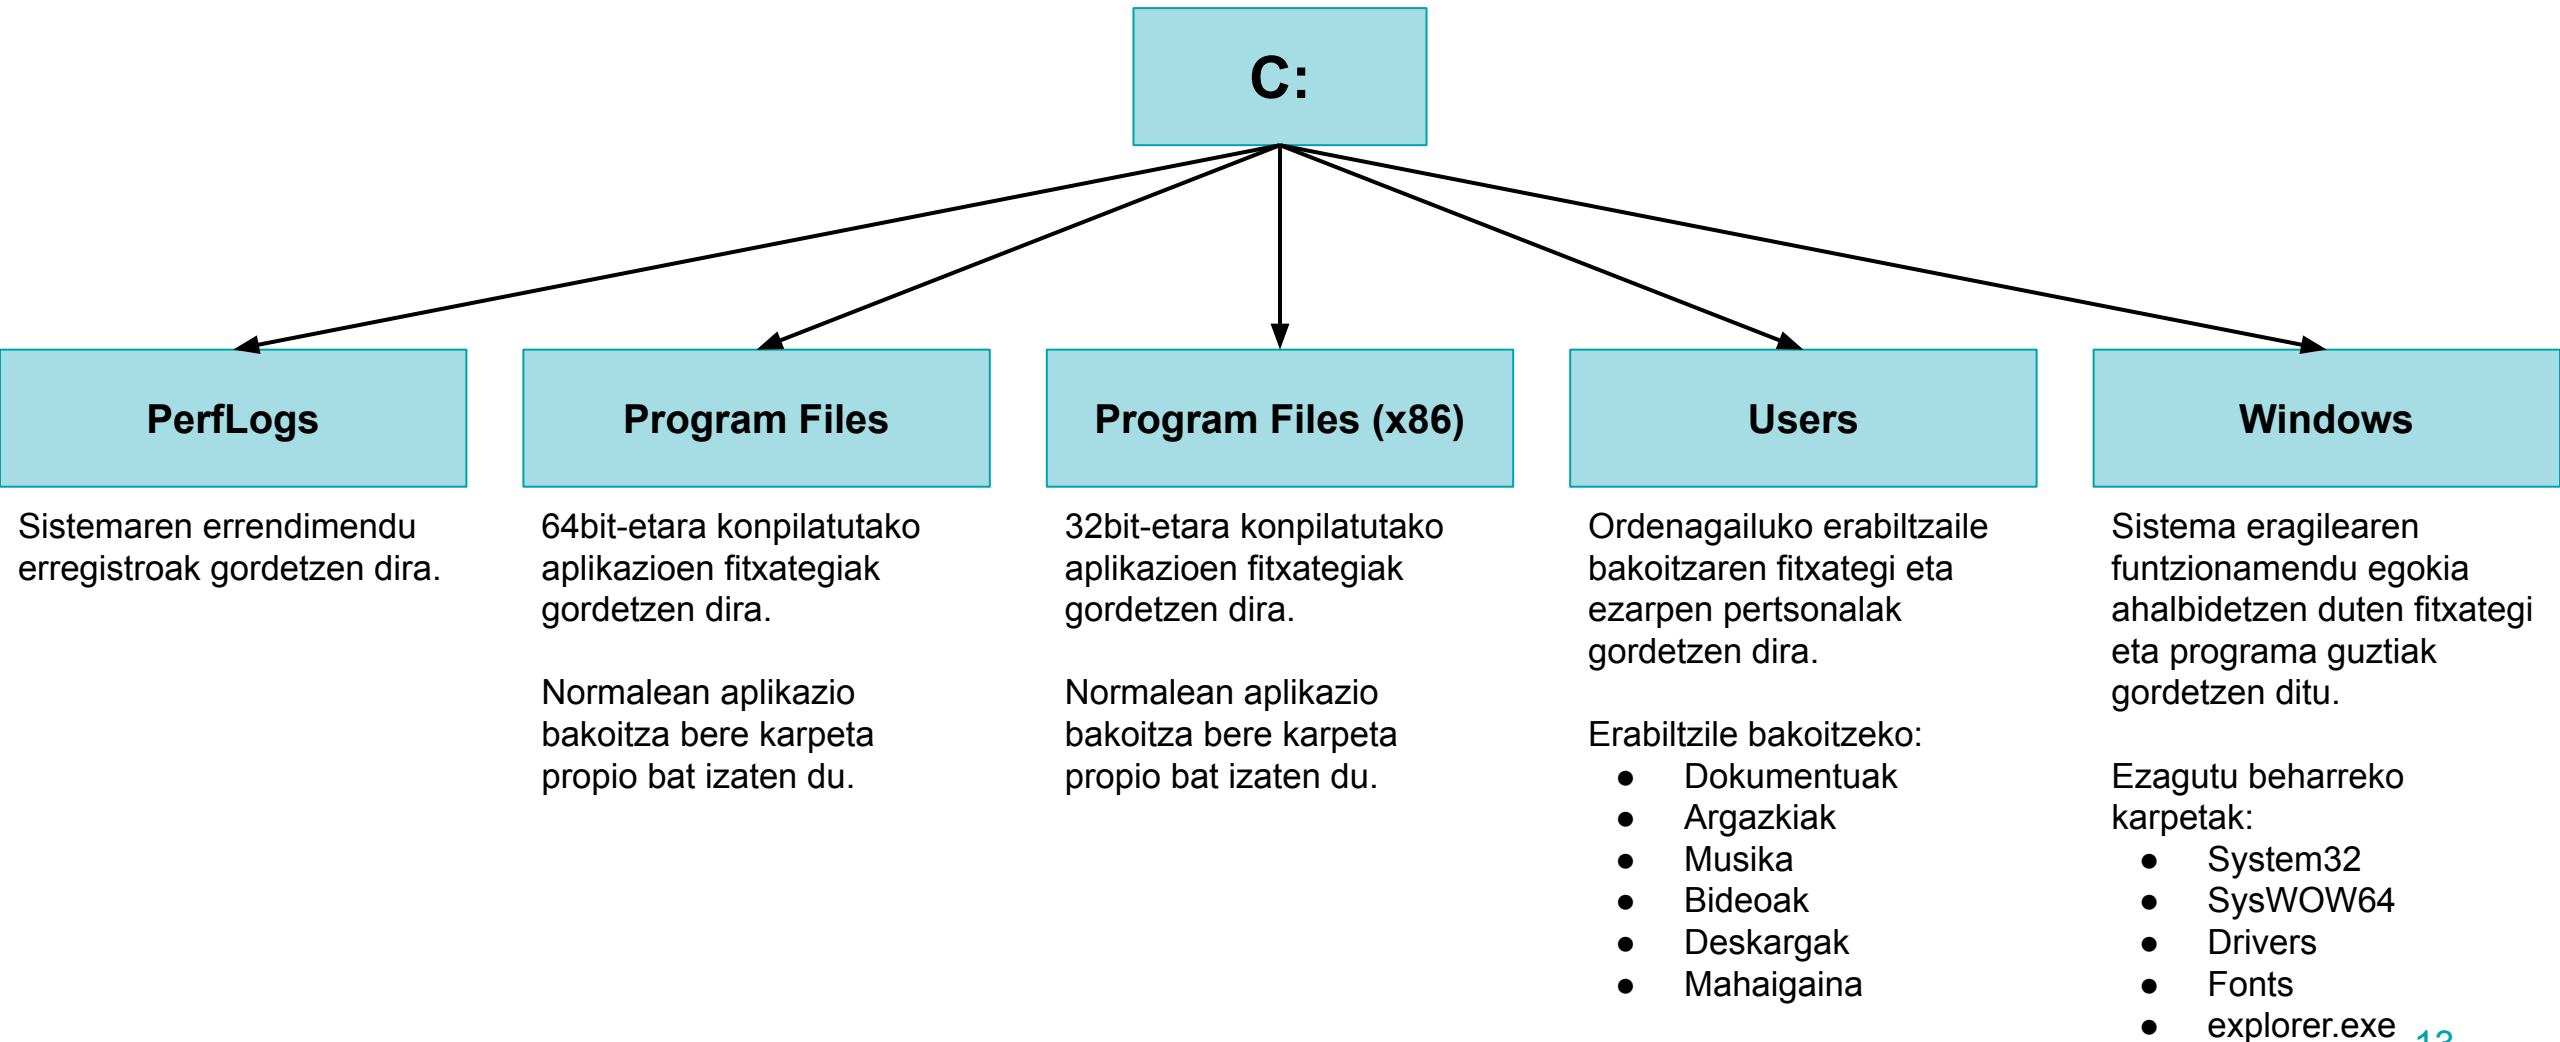 C:
PerfLogs
Sistemaren errendimendu
erregistroak gordetzen dira.
Program Files
64bit-etara konpilatutako
aplikazioen fitxategiak
gordetzen dira.
Normalean aplikazio
bakoitza bere karpeta
propio bat izaten du.
Program Files (x86)
32bit-etara konpilatutako
aplikazioen fitxategiak
gordetzen dira.
Normalean aplikazio
bakoitza bere karpeta
propio bat izaten du.
Users
Ordenagailuko erabiltzaile
bakoitzaren fitxategi eta
ezarpen pertsonalak
gordetzen dira.
Erabiltzile bakoitzeko:
● Dokumentuak
● Argazkiak
● Musika
● Bideoak
● Deskargak
● Mahaigaina
Windows
Sistema eragilearen
funtzionamendu egokia
ahalbidetzen duten fitxategi
eta programa guztiak
gordetzen ditu.
Ezagutu beharreko
karpetak:
● System32
● SysWOW64
● Drivers
● Fonts
● explorer.exe